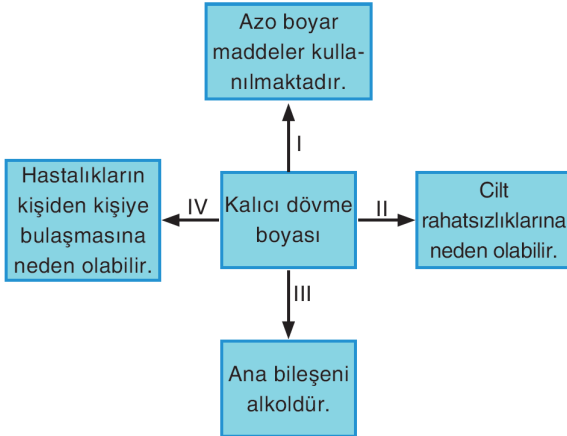 Azo boyar
maddeler kulla-
nılmaktadır.
I
Hastalıkların
kişiden kişiye
bulaşmasına
neden olabilir.
IV
Kalıcı dövme
boyası
II
Cilt
rahatsızlıklarına
neden olabilir.
III
Ana bileşeni
alkoldür.